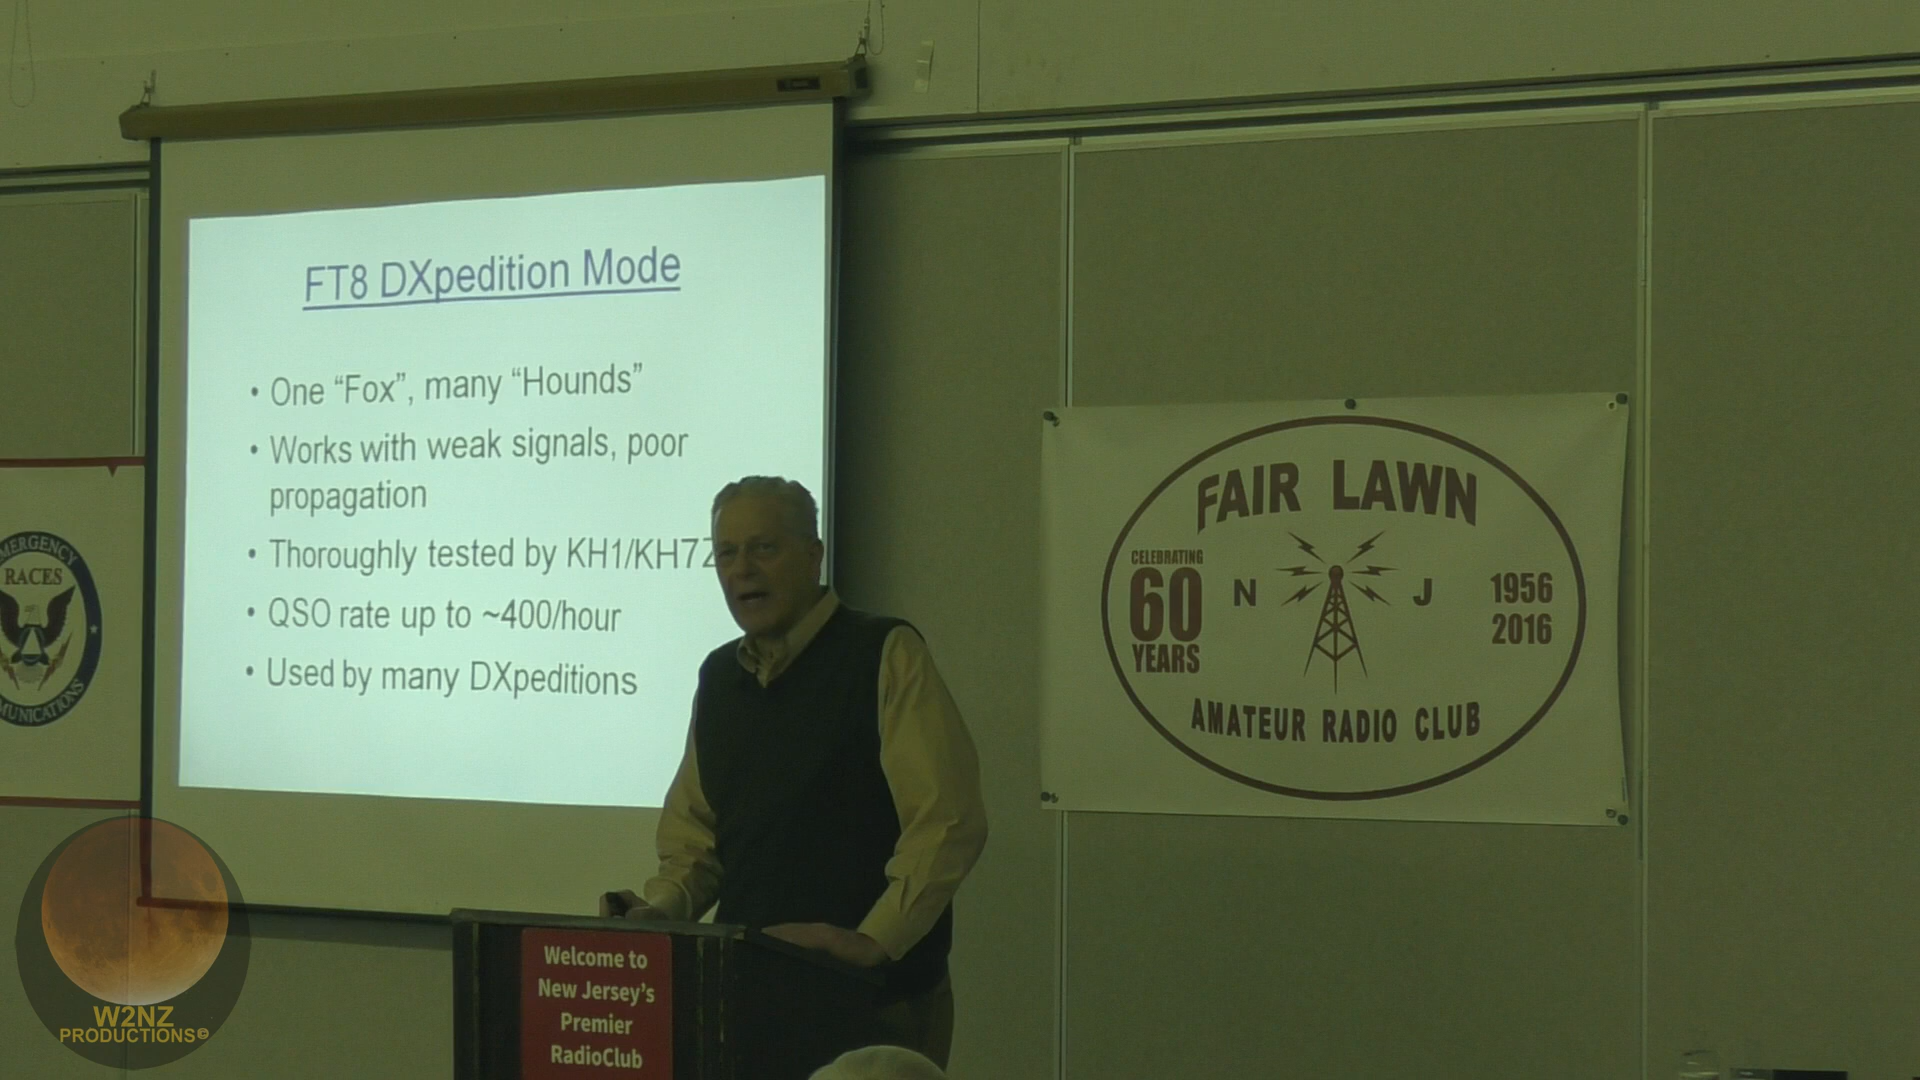 FT8 DXpedition Mode
• One “Fox”, many “Hounds”
• Works with weak signals, poor
propagation
• Thoroughly tested by KH1/KH7Z
• QSO rate up to ~400/hour
• Used by many DXpeditions
MERGENCY
RACES
MUNICATIONS
FAIR LAWN
CELEBRATING
60
YEARS
N J
1956
2016
AMATEUR RADIO CLUB
Welcome to
New Jersey’s
Premier
RadioClub
W2NZ
PRODUCTIONS©